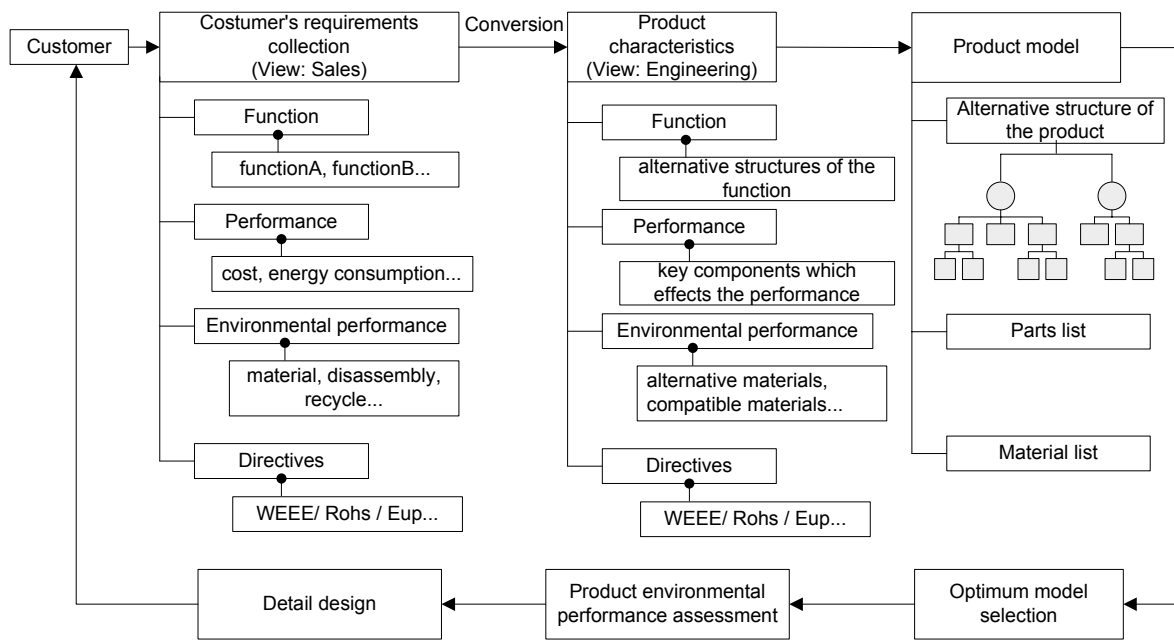 Customer
Costumer's requirements
collection
(View: Sales)
Conversion
Product
characteristics
(View: Engineering)
Product model
Function
functionA, functionB...
Performance
cost, energy consumption...
Environmental performance
material, disassembly,
recycle...
Directives
WEEE/ Rohs / Eup...
Function
alternative structures of the
function
Performance
key components which
effects the performance
Environmental performance
alternative materials,
compatible materials...
Directives
WEEE/ Rohs / Eup...
Alternative structure of
the product
Parts list
Material list
Detail design
Product environmental
performance assessment
Optimum model
selection